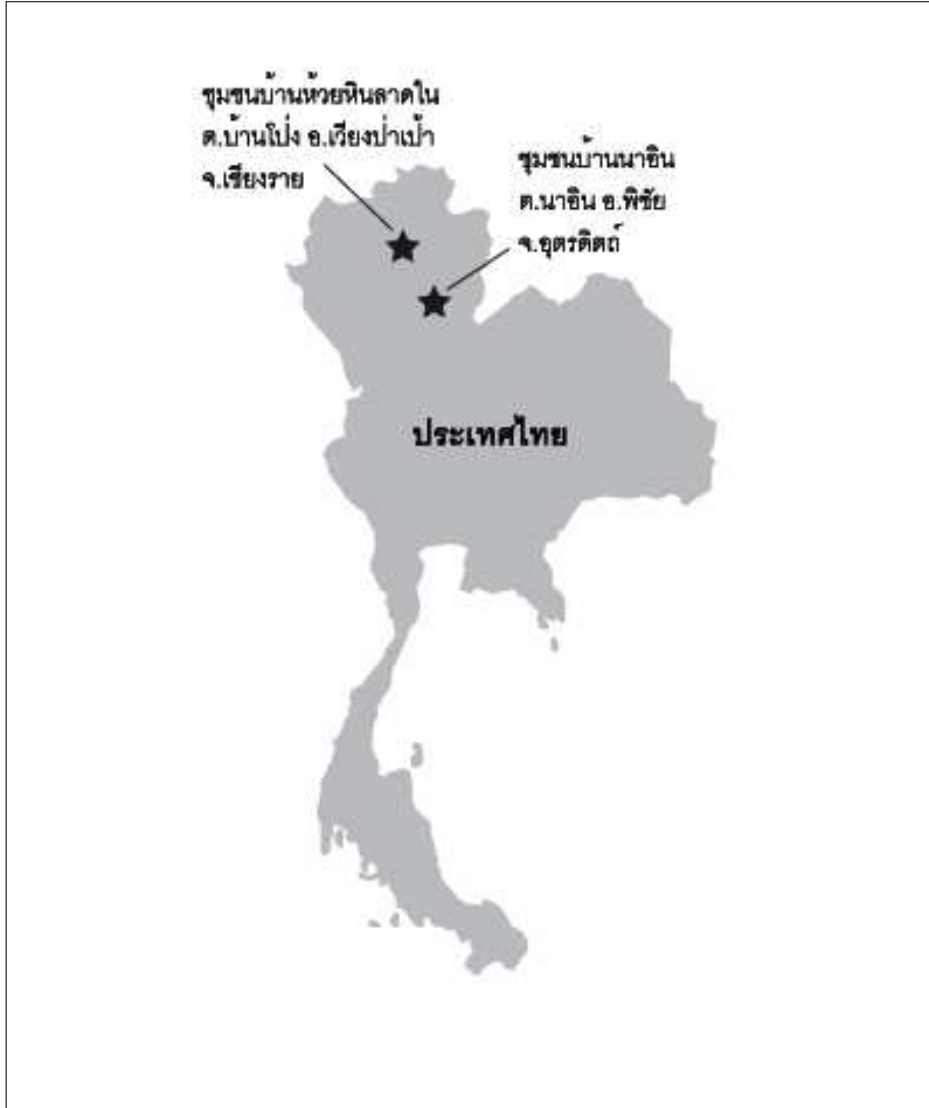 ชุมชนบ้านห้วยหินลาดใน
ต.บ้านโป่ง อ.เวียงป่าเป้า
จ.เชียงราย
ชุมชนบ้านนาอิน
ต.นาอิน อ.พิชัย
จ.อุตรดิตถ์
ประเทศไทย